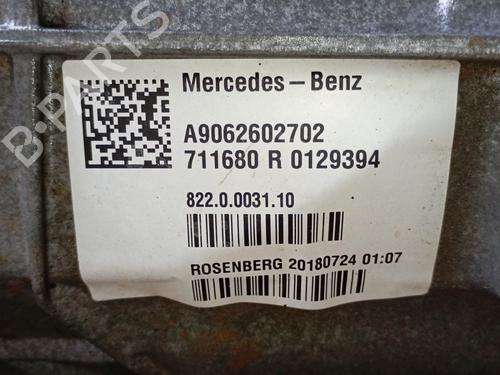 Mercedes-Benz
A9062602702
711680 R 0129394
822.0.0031.10
ROSENBERG 20180724 01:07
B-PARTS